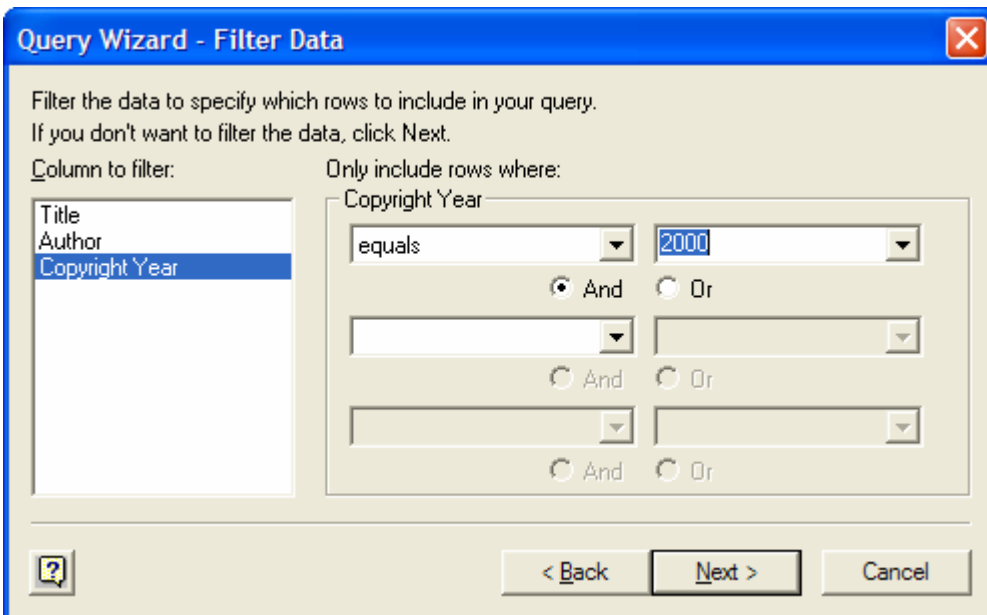 Query Wizard - Filter Data
Filter the data to specify which rows to include in your query.
If you don't want to filter the data, click Next.
Column to filter:
Only include rows where:
Title
Author
Copyright Year
Copyright Year
equals
2000
And
Or
And
Or
And
Or
< Back
Next >
Cancel